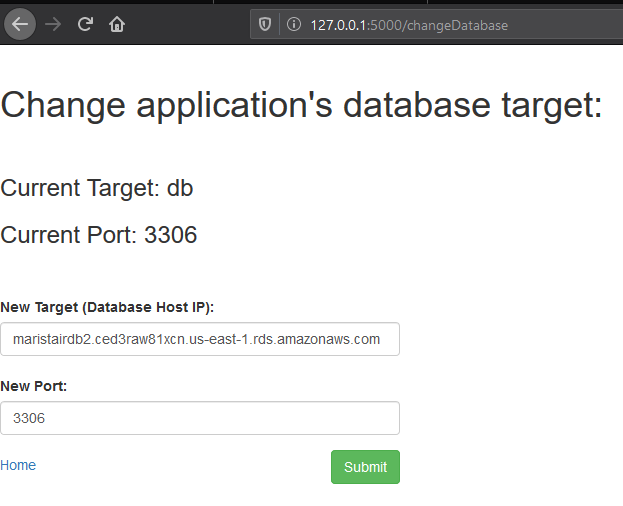 127.0.0.1:5000/changeDatabase
Change application's database target:
Current Target: db
Current Port: 3306
New Target (Database Host IP):
maristairdb2.ced3raw81xcn.us-east-1.rds.amazonaws.com
New Port:
3306
Home Submit